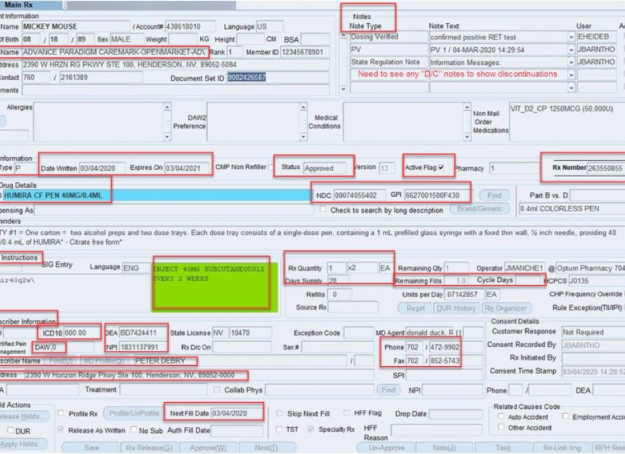 Main Rx
nt Information
Name MICKEY MOUSE / Account# 438618010 Language US
Of Birth 08 / 18 / 89 Sex MALE Weight KG Height CM BSA
Name ADVANCE PARADIGM CAREMARK-OPENMARKET-ADV Rank 1 Member ID 12345678901
ddress 2390 W HRZN RG PKWY STE 100, HENDERSON, NV, 89052-5084
ontact 760 / 2161389 Document Set ID 9082426587
ments
Notes
Note Type Note Text User
Dosing Verified confirmed positive RET test EHEIDEB
PV PV 1 / 04-MAR-2020 14:29:54 JBARNTHO
State Regulation Note Information Messages: JBARNTHO
Need to see any "D/C" notes to show discontinuations
Allergies DAW2 Preference Medical Conditions Non Mail Order Medications VIT_D2_CP 1250MCG (50,000U)
nformation
Type P Date Written 03/04/2020 Expires On 03/04/2021 CMP Non Refiller Status Approved Version 13 Active Flag Pharmacy 1 Rx Number 263550855
Drug Details
HUMIRA CF PEN 40MG/0.4ML NDC 00074055402 GPI 6627001500F430 Find Part B vs. D
pensing As Check to search by long description Brand/Generic 0.4ml COLORLESS PEN
nders
TY #1 = One carton = two alcohol preps and two dose trays. Each dose tray consists of a single-dose pen, containing a 1 mL prefilled glass syringe with a fixed thin wall, ½ inch needle, providing 40
/0.4 mL of HUMIRA* - Citrate free form*
Instructions
SIG Entry Language ENG
INJECT 40MG SUBCUTANEOUSLY
EVERY 2 WEEKS
Rx Quantity 1 x2 EA Remaining Qty 1 Operator JMANCHE1 @ Optum Pharmacy 704
Days Supply 28 Remaining Fills 1.0 Cycle Days HCPCS J0135
Refills 0 Units per Day .07142857 EA CHP Frequency Override
Source Rx Reset DUR History Rx Organizer Rule Exception(TI/MPI)
scriber Information
ICD10 000.00 DEA BD7424411 State License NV 10470 Exception Code MD Agent donald duck, R
DAW 0 NPI 1831137991 Rx D/c On Ser.# Phone 702 / 472-9902
scriber Name PETER DEBRY / Fax 702 / 852-5743
ddress 2390 W Horizon Ridge Pkwy Ste 100, Henderson, NV, 89052-0000 SPI
Treatment Collab Phys Find NPI Phone / DEA
Consent Details
Customer Response Not Required
Consent Recorded By JBARNTHO
Rx Initiated By
Consent Time Stamp 03/04/2020 14:28:52
ld Actions
elease Holds... Profile Rx Profile/UnProfile Next Fill Date 03/04/2020 Skip Next Fill HFF Flag Drop Date
DUR Release As Written No Sub Auth Fill Date TST Specialty Rx HFF Reason
Related Causes Code
Auto Accident Employment Accid
Other Accident
Apply Holds Save Rx Release(G) Approve(W) Next(T) Un-Approve Note(J) Task Re-Link Img RPH Reve